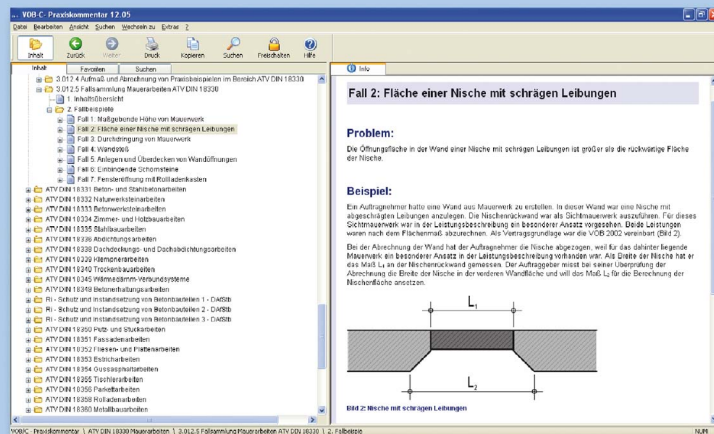 VOB-C- Praxiskommentar 12.05
Datei Bearbeiten Ansicht Suchen Wechseln zu Extras ?
Inhalt Zurück Weiter Druck Kopieren Suchen Freischalten Hilfe
Inhalt Favoriten Suchen
3.012.4 Aufmaß und Abrechnung von Praxisbeispielen im Bereich ATV DIN 18330
3.012.5 Fallsammlung Mauerarbeiten ATV DIN 18330
1. Inhaltsübersicht
2. Fallbeispiele
Fall 1: Maßgebende Höhe von Mauerwerk
Fall 2: Fläche einer Nische mit schrägen Leibungen
Fall 3: Durchdringung von Mauerwerk
Fall 4: Wandstoß
Fall 5: Anlegen und Überdecken von Wandöffnungen
Fall 6: Einbindende Schornsteine
Fall 7: Fensteröffnung mit Rollladenkasten
ATV DIN 18331 Beton- und Stahlbetonarbeiten
ATV DIN 18332 Naturwerksteinarbeiten
ATV DIN 18333 Betonwerksteinarbeiten
ATV DIN 18334 Zimmer- und Holzbauarbeiten
ATV DIN 18335 Stahlbauarbeiten
ATV DIN 18336 Abdichtungsarbeiten
ATV DIN 18338 Dachdeckungs- und Dachabdichtungsarbeiten
ATV DIN 18339 Klempnerarbeiten
ATV DIN 18340 Trockenbauarbeiten
ATV DIN 18345 Wärmedämm-Verbundsysteme
ATV DIN 18349 Betonerhaltungsarbeiten
Ri - Schutz und Instandsetzung von Betonbauteilen 1 - DAfStb
Ri - Schutz und Instandsetzung von Betonbauteilen 2 - DAfStb
Ri - Schutz und Instandsetzung von Betonbauteilen 3 - DAfStb
ATV DIN 18350 Putz- und Stuckarbeiten
ATV DIN 18351 Fassadenarbeiten
ATV DIN 18352 Fliesen- und Plattenarbeiten
ATV DIN 18353 Estricharbeiten
ATV DIN 18354 Gussasphaltarbeiten
ATV DIN 18355 Tischlerarbeiten
ATV DIN 18356 Parkettarbeiten
ATV DIN 18358 Rolladenarbeiten
ATV DIN 18360 Metallbauarbeiten
Info
Fall 2: Fläche einer Nische mit schrägen Leibungen
Problem:
Die Öffnungsfläche in der Wand einer Nische mit schrägen Leibungen ist größer als die rückwertige Fläche
der Nische.
Beispiel:
Ein Auftragnehmer hatte eine Wand aus Mauerwerk zu erstellen. In dieser Wand war eine Nische mit
abgeschrägten Leibungen anzulegen. Die Nischenrückwand war als Sichtmauerwerk auszuführen. Für dieses
Sichtmauerwerk war in der Leistungsbeschreibung ein besonderer Ansatz vorgesehen. Beide Leistungen
waren nach dem Flächenmaß abzurechnen. Als Vertragsgrundlage war die VOB 2002 vereinbart (Bild 2).
Bei der Abrechnung der Wand hat der Auftragnehmer die Nische abgezogen, weil für das dahinter liegende
Mauerwerk ein besonderer Ansatz in der Leistungsbeschreibung vorhanden war. Als Breite der Nische hat er
das Maß L₁ an der Nischenrückwand gemessen. Der Auftraggeber misst bei seiner Überprüfung der
Abrechnung die Breite der Nische in der vorderen Wandfläche und will das Maß L₂ für die Berechnung der
Nischenfläche ansetzen.
L₁
L₂
Bild 2: Nische mit schrägen Leibungen
VOB/C - Praxiskommentar \ ATV DIN 18330 Mauerarbeiten \ 3.012.5 Fallsammlung Mauerarbeiten ATV DIN 18330 \ 2. Fallbeispiele
NUM